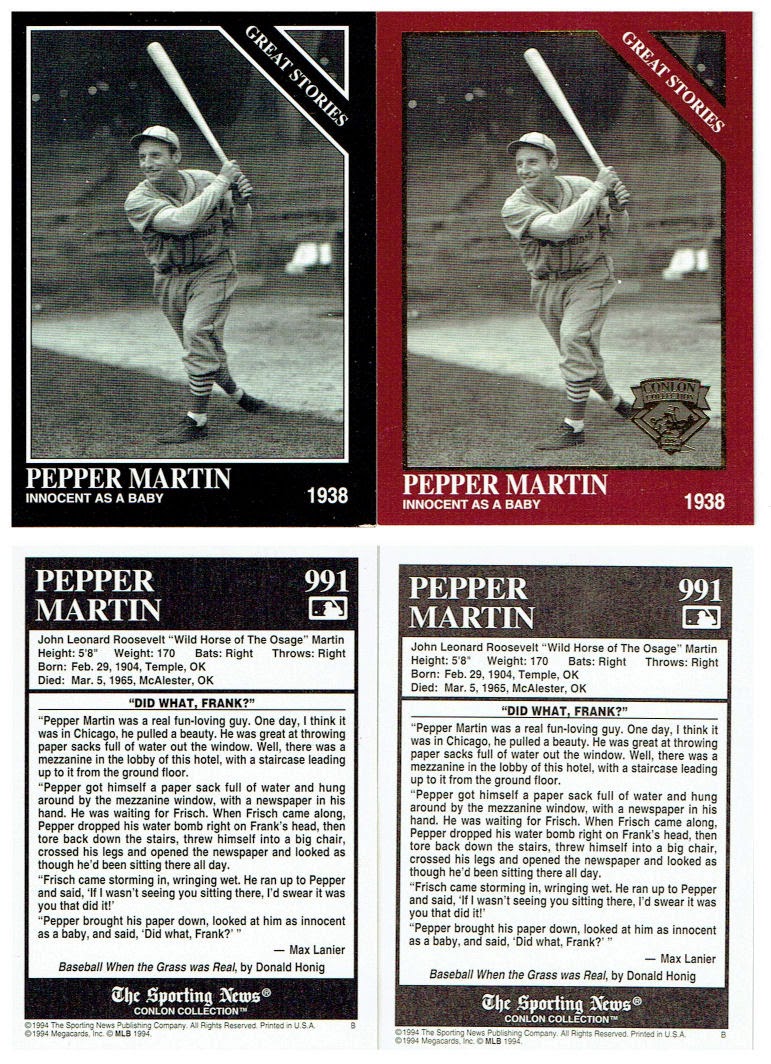 GREAT STORIES
PEPPER MARTIN
INNOCENT AS A BABY
1938
GREAT STORIES
CONLON
COLLECTION
PEPPER MARTIN
INNOCENT AS A BABY
1938
PEPPER
MARTIN
991
John Leonard Roosevelt "Wild Horse of The Osage" Martin
Height: 5'8" Weight: 170 Bats: Right Throws: Right
Born: Feb. 29, 1904, Temple, OK
Died: Mar. 5, 1965, McAlester, OK
"DID WHAT, FRANK?"
"Pepper Martin was a real fun-loving guy. One day, I think it
was in Chicago, he pulled a beauty. He was great at throwing
paper sacks full of water out the window. Well, there was a
mezzanine in the lobby of this hotel, with a staircase leading
up to it from the ground floor.
"Pepper got himself a paper sack full of water and hung
around by the mezzanine window, with a newspaper in his
hand. He was waiting for Frisch. When Frisch came along,
Pepper dropped his water bomb right on Frank's head, then
tore back down the stairs, threw himself into a big chair,
crossed his legs and opened the newspaper and looked as
though he'd been sitting there all day.
"Frisch came storming in, wringing wet. He ran up to Pepper
and said, 'If I wasn't seeing you sitting there, I'd swear it was
you that did it!'
"Pepper brought his paper down, looked at him as innocent
as a baby, and said, 'Did what, Frank?' "
— Max Lanier
Baseball When the Grass was Real, by Donald Honig
The Sporting News®
CONLON COLLECTION™
©1994 The Sporting News Publishing Company. All Rights Reserved. Printed in U.S.A. B
©1994 Megacards, Inc. © MLB 1994.
PEPPER
MARTIN
991
John Leonard Roosevelt "Wild Horse of The Osage" Martin
Height: 5'8" Weight: 170 Bats: Right Throws: Right
Born: Feb. 29, 1904, Temple, OK
Died: Mar. 5, 1965, McAlester, OK
"DID WHAT, FRANK?"
"Pepper Martin was a real fun-loving guy. One day, I think it
was in Chicago, he pulled a beauty. He was great at throwing
paper sacks full of water out the window. Well, there was a
mezzanine in the lobby of this hotel, with a staircase leading
up to it from the ground floor.
"Pepper got himself a paper sack full of water and hung
around by the mezzanine window, with a newspaper in his
hand. He was waiting for Frisch. When Frisch came along,
Pepper dropped his water bomb right on Frank's head, then
tore back down the stairs, threw himself into a big chair,
crossed his legs and opened the newspaper and looked as
though he'd been sitting there all day.
"Frisch came storming in, wringing wet. He ran up to Pepper
and said, 'If I wasn't seeing you sitting there, I'd swear it was
you that did it!'
"Pepper brought his paper down, looked at him as innocent
as a baby, and said, 'Did what, Frank?' "
— Max Lanier
Baseball When the Grass was Real, by Donald Honig
The Sporting News®
CONLON COLLECTION™
©1994 The Sporting News Publishing Company. All Rights Reserved. Printed in U.S.A. B
©1994 Megacards, Inc. © MLB 1994.